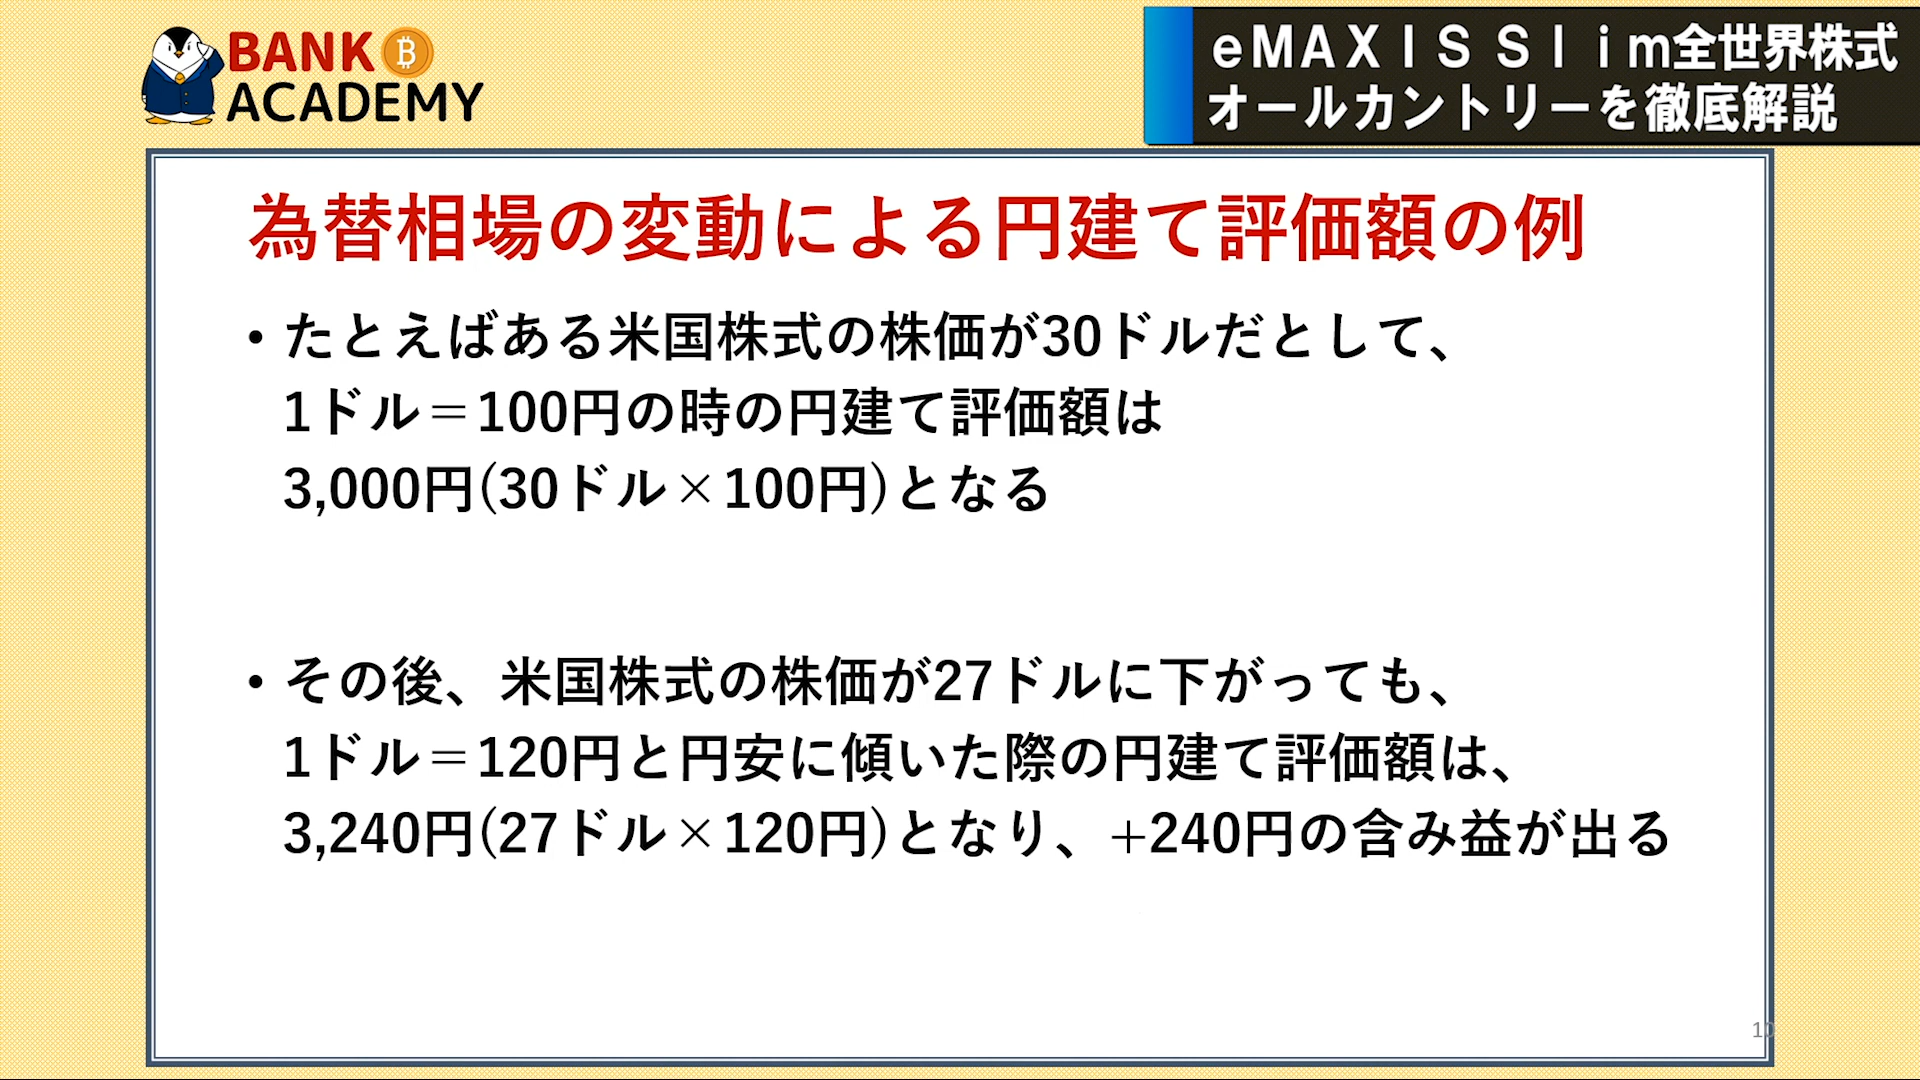 BANK
ACADEMY
eMAXIS Slim全世界株式
オールカントリーを徹底解説
為替相場の変動による円建て評価額の例
・たとえばある米国株式の株価が30ドルだとして、
1ドル＝100円の時の円建て評価額は
3,000円(30ドル×100円)となる
・その後、米国株式の株価が27ドルに下がっても、
1ドル＝120円と円安に傾いた際の円建て評価額は、
3,240円(27ドル×120円)となり、+240円の含み益が出る
10